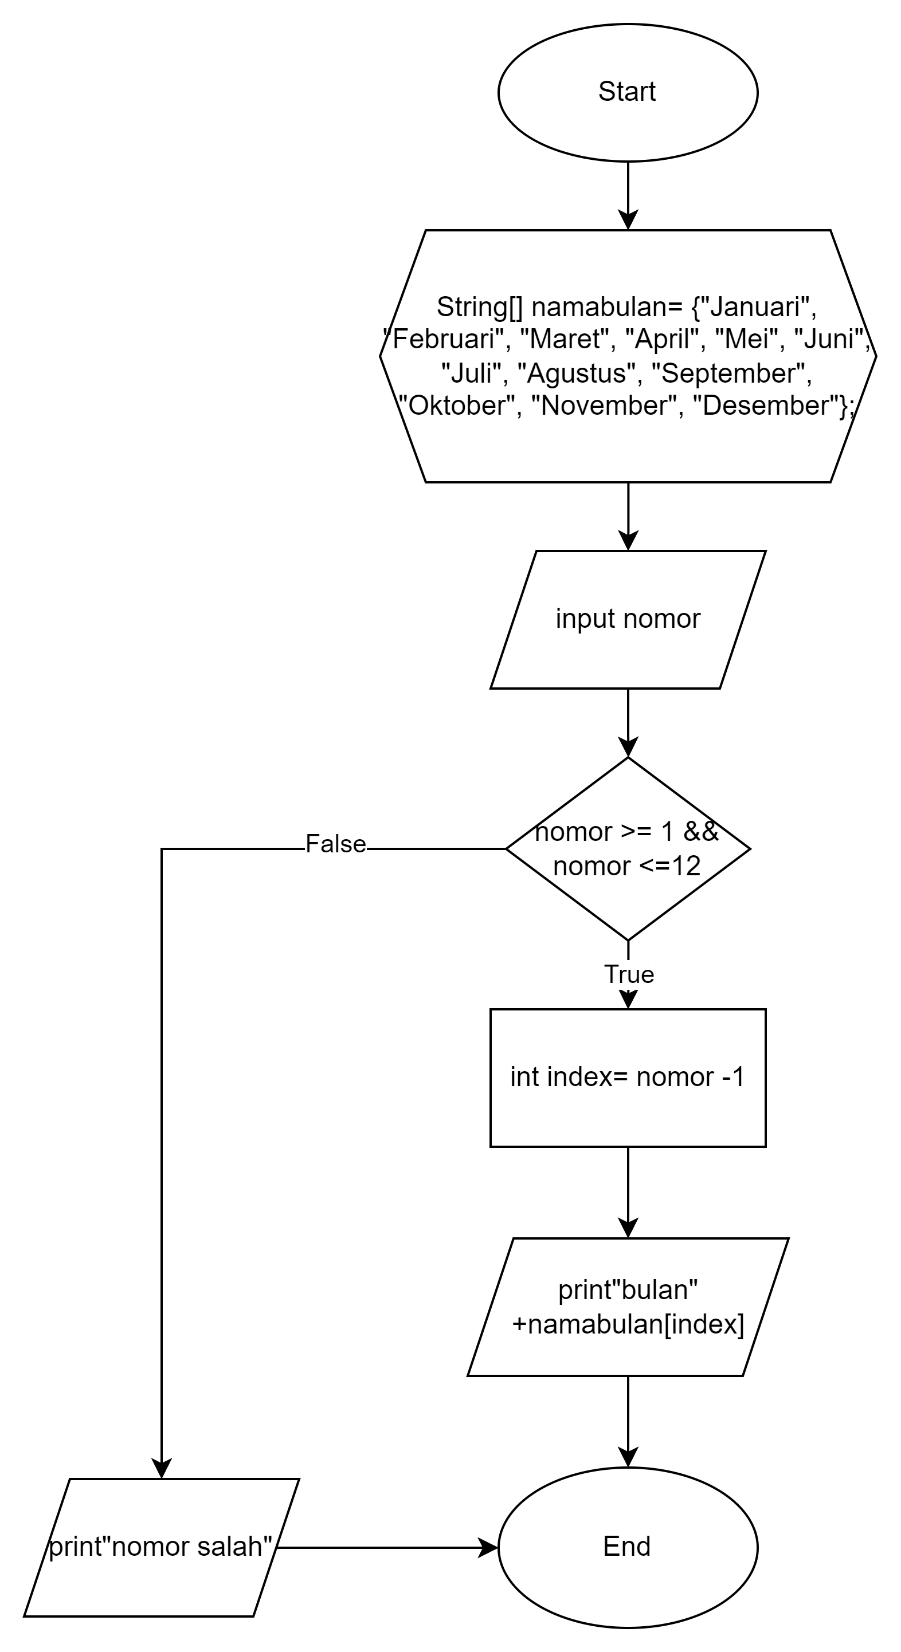 Start
String[] namabulan= {"Januari",
"Februari", "Maret", "April", "Mei", "Juni",
"Juli", "Agustus", "September",
"Oktober", "November", "Desember"};
input nomor
nomor >= 1 &&
nomor <=12
False
True
int index= nomor -1
print"bulan"
+namabulan[index]
print"nomor salah"
End